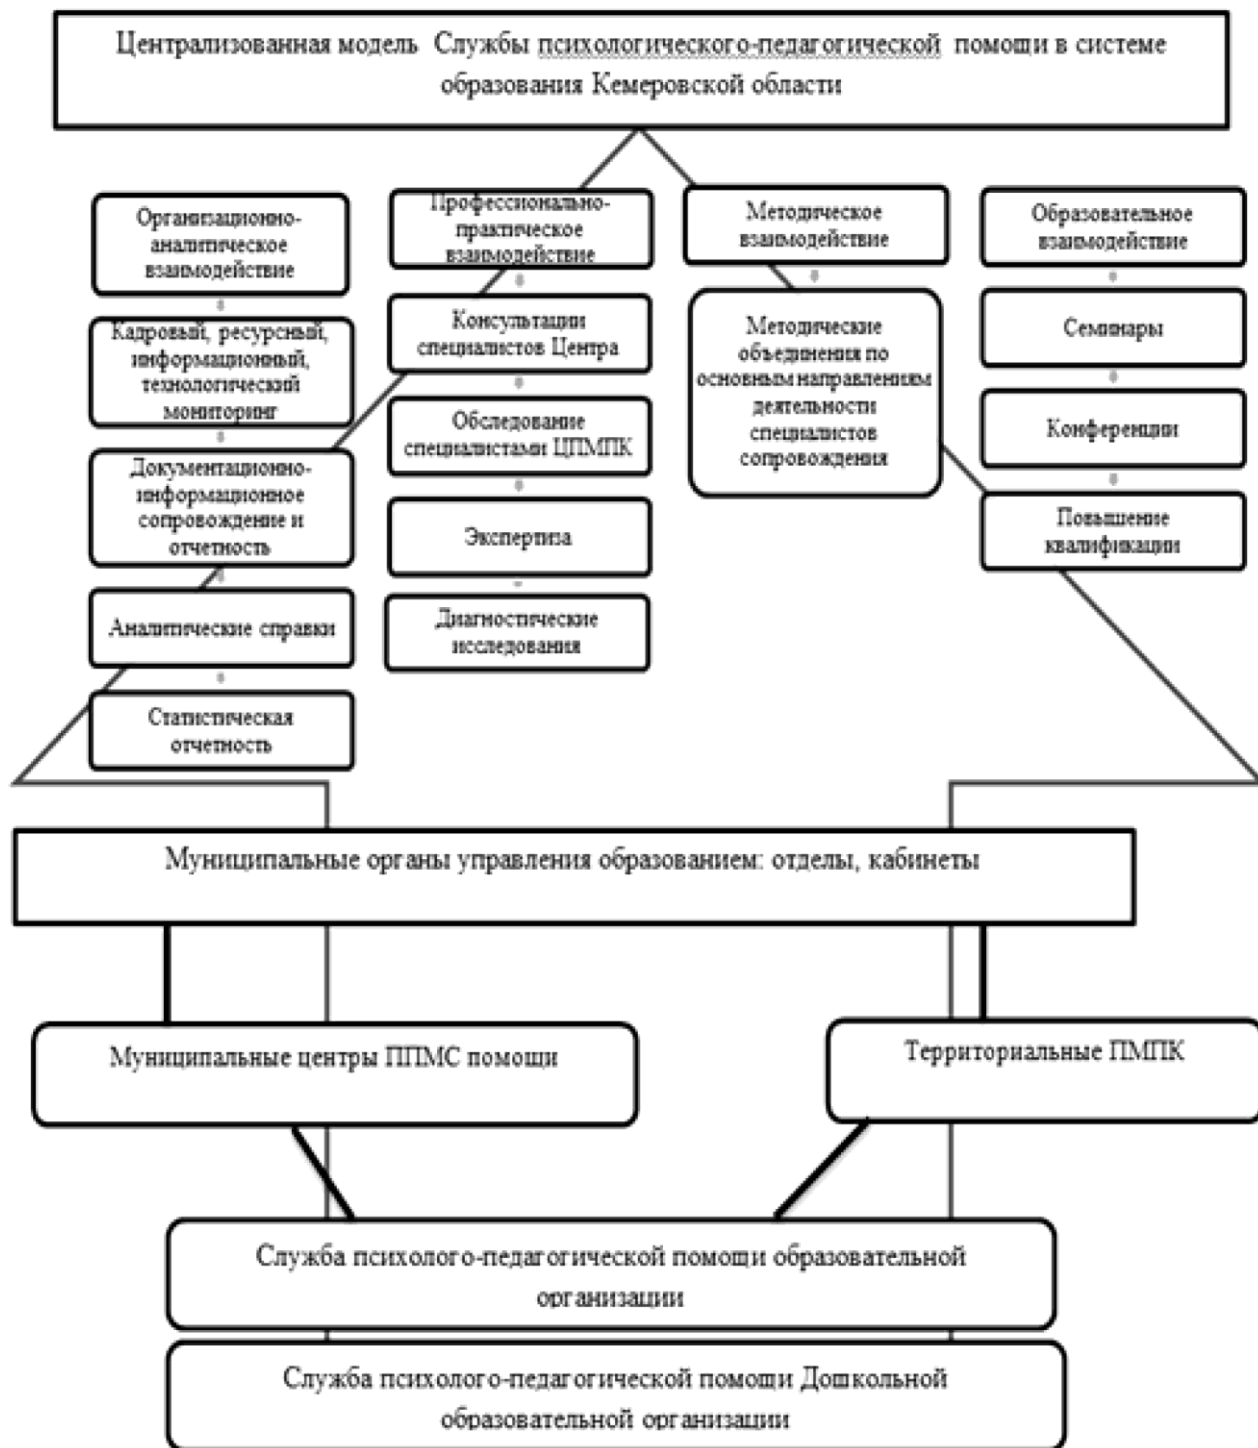 Централизованная модель Службы психологического-педагогической помощи в системе
образования Кемеровской области
Организационно-
аналитическое
взаимодействие
Кадровый, ресурсный,
информационный,
технологический
мониторинг
Документационно-
информационное
сопровождение и
отчетность
Аналитические справки
Статистическая
отчетность
Профессионально-
практическое
взаимодействие
Консультации
специалистов Центра
Обследование
специалистами ЦПМПК
Экспертиза
Диагностические
исследования
Методическое
взаимодействие
Методические
объединения по
основным направлениям
деятельности
специалистов
сопровождения
Образовательное
взаимодействие
Семинары
Конференции
Повышение
квалификации
Муниципальные органы управления образованием: отделы, кабинеты
Муниципальные центры ППМС помощи
Территориальные ПМПК
Служба психолого-педагогической помощи образовательной
организации
Служба психолого-педагогической помощи Дошкольной
образовательной организации